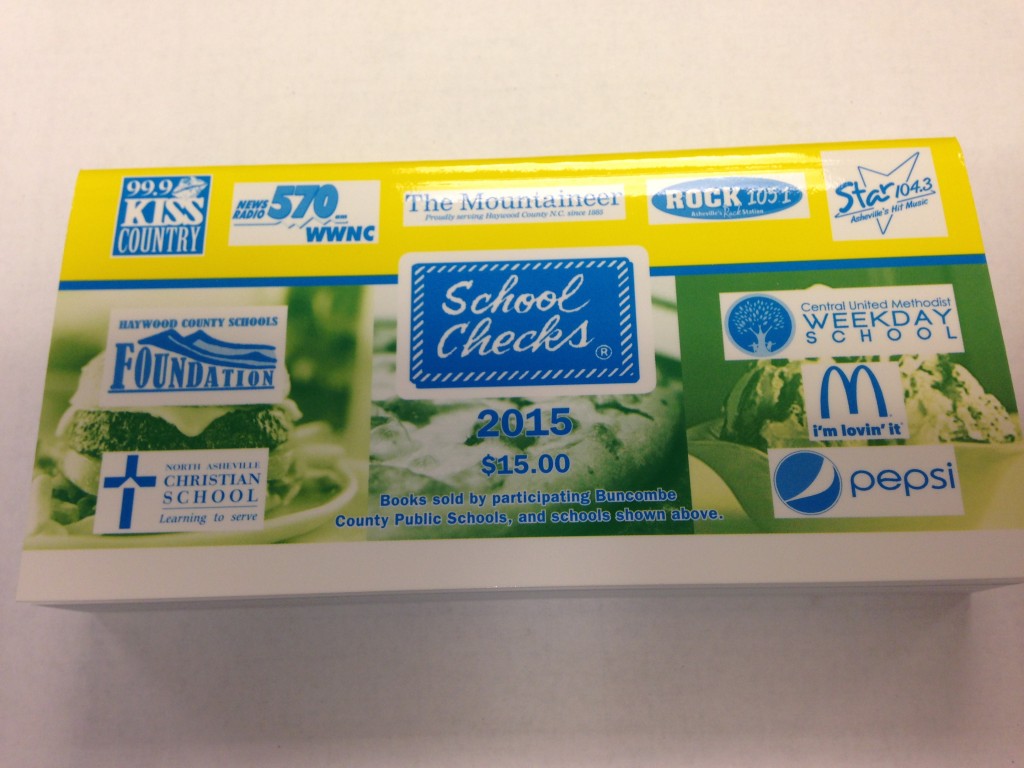 99.9
KISS
COUNTRY
NEWS
RADIO 570
WWNC
The Mountaineer
Proudly serving Haywood County N.C. since 1885
ROCK 105.1
Asheville's Rock Station
Star 104.3
Asheville's Hit Music
HAYWOOD COUNTY SCHOOLS
FOUNDATION
NORTH ASHEVILLE
CHRISTIAN
SCHOOL
Learning to serve
School
Checks ®
2015
$15.00
Books sold by participating Buncombe
County Public Schools, and schools shown above.
Central United Methodist
WEEKDAY
SCHOOL
i'm lovin' it
pepsi